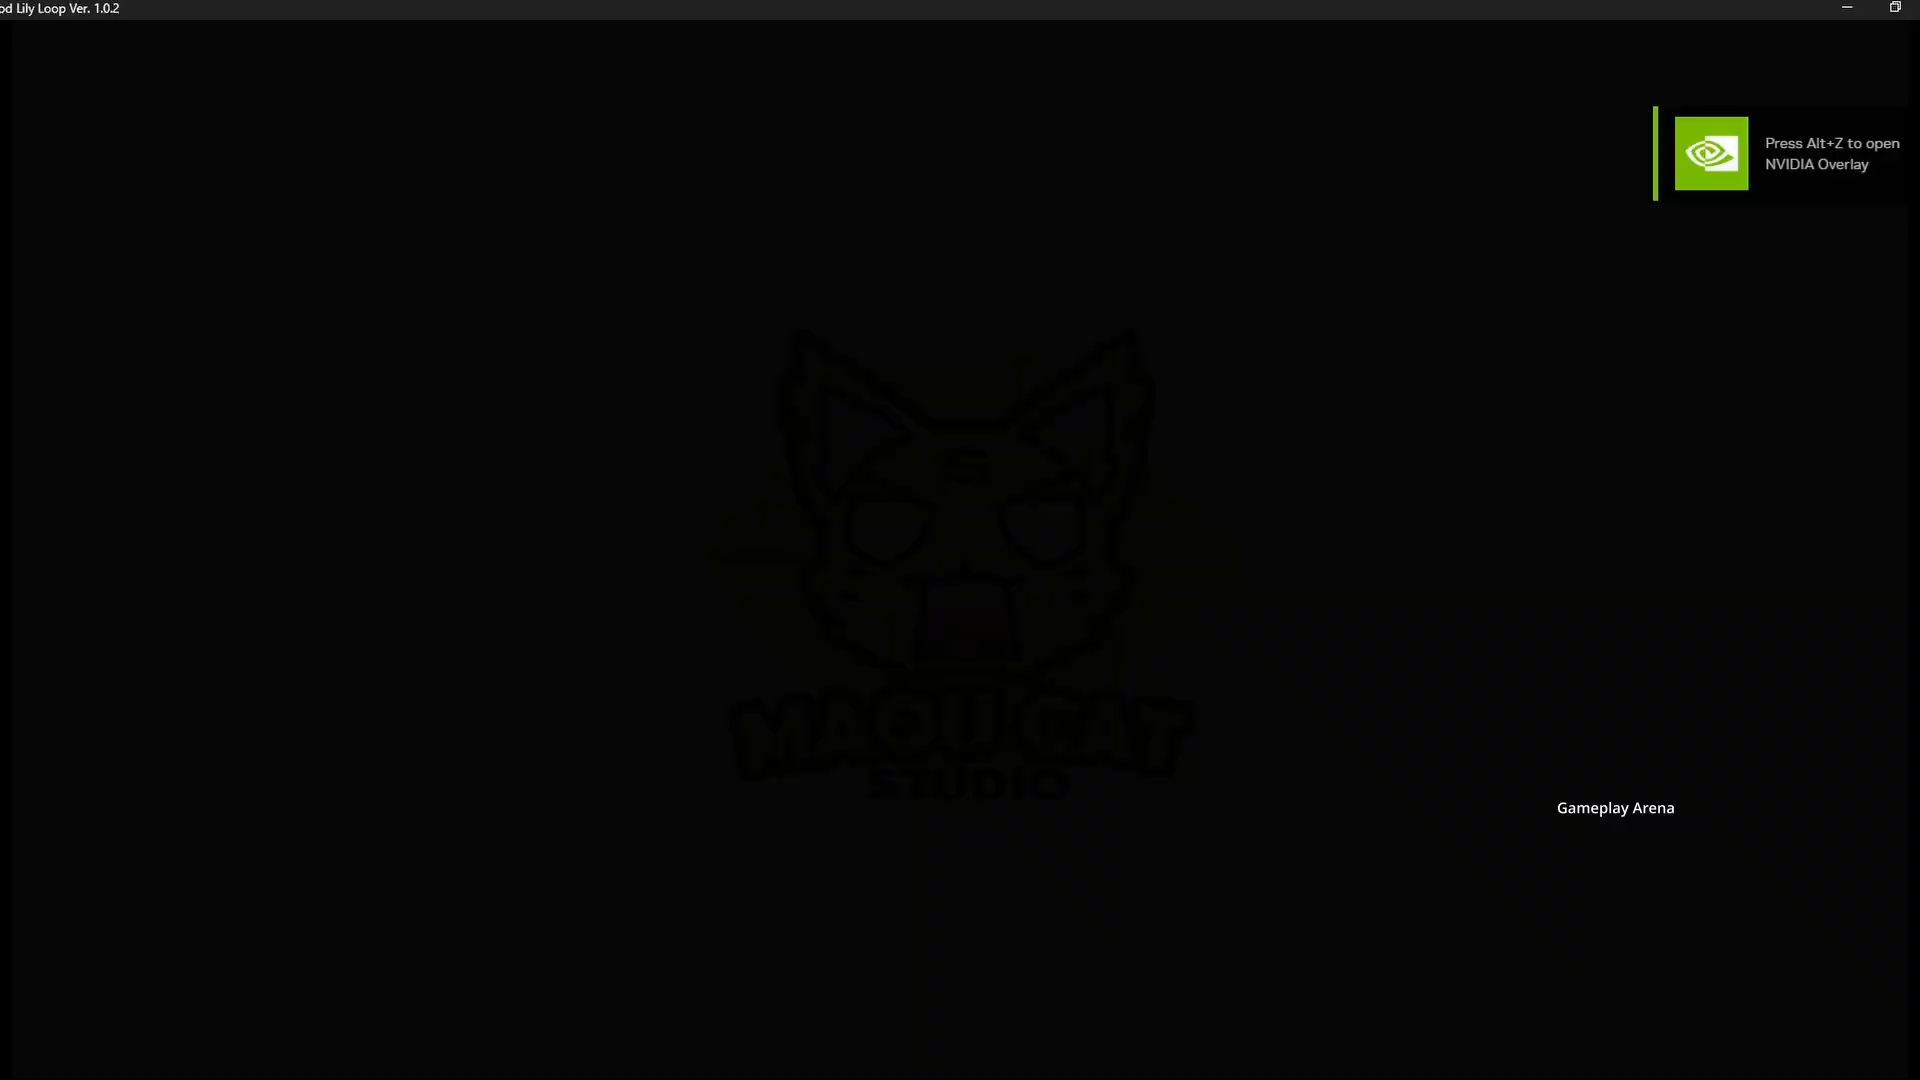 od Lily Loop Ver. 1.0.2
Press Alt+Z to open
NVIDIA Overlay
MAOU CAT
STUDIO
Gameplay Arena